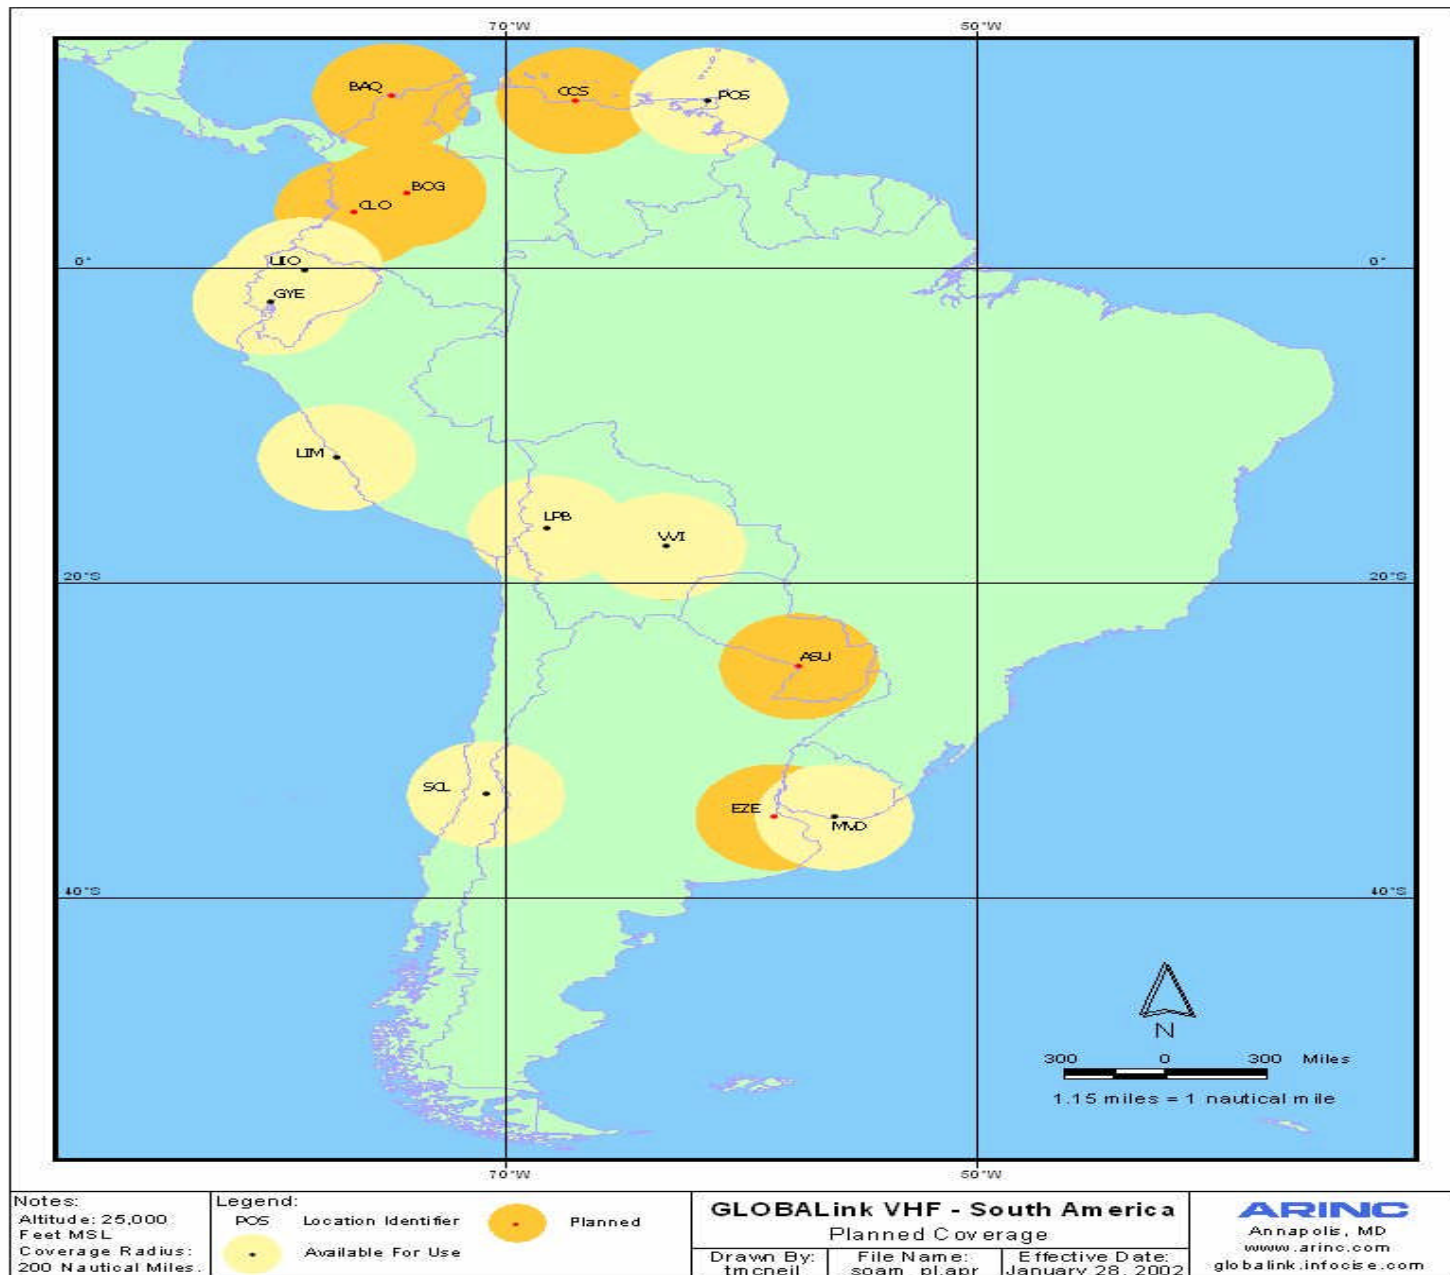 70°W 50°W
BAQ CCS POS
BOG
CLO
UIO
0° 0°
GYE
LIM
LPB
VVI
20°S 20°S
ASU
SCL EZE
MVD
40°S 40°S
N
300 0 300 Miles
1.15 miles = 1 nautical mile
70°W 50°W
Notes:
Altitude: 25,000
Feet MSL
Coverage Radius:
200 Nautical Miles.
Legend:
POS Location Identifier
Planned
Available For Use
GLOBALink VHF - South America
Planned Coverage
Drawn By:
tmcneil
File Name:
soam_pl.apr
Effective Date:
January 28, 2002
ARINC
Annapolis, MD
www.arinc.com
globalink.infocise.com